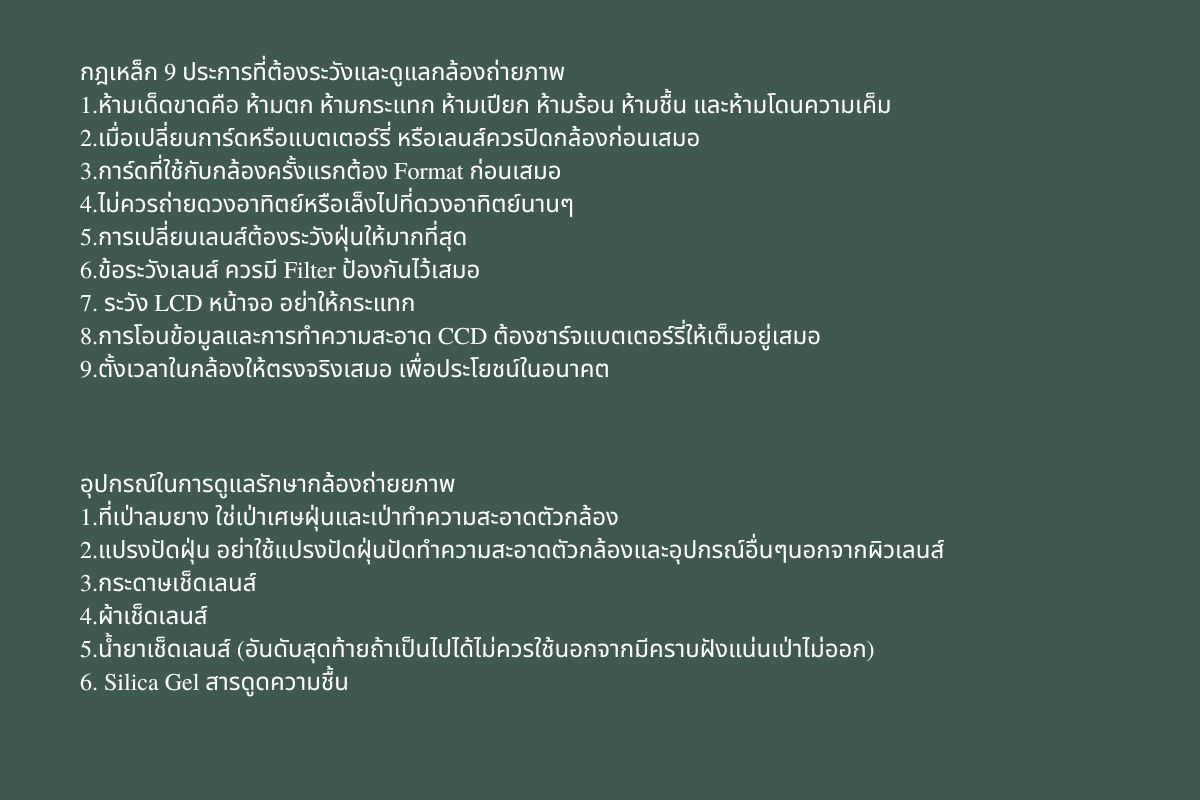 กฎเหล็ก 9 ประการที่ต้องระวังและดูแลกล้องถ่ายภาพ
1.ห้ามเด็ดขาดคือ ห้ามตก ห้ามกระแทก ห้ามเปียก ห้ามร้อน ห้ามชื้น และห้ามโดนความเค็ม
2.เมื่อเปลี่ยนการ์ดหรือแบตเตอร์รี่ หรือเลนส์ควรปิดกล้องก่อนเสมอ
3.การ์ดที่ใช้กับกล้องครั้งแรกต้อง Format ก่อนเสมอ
4.ไม่ควรถ่ายดวงอาทิตย์หรือเล็งไปที่ดวงอาทิตย์นานๆ
5.การเปลี่ยนเลนส์ต้องระวังฝุ่นให้มากที่สุด
6.ข้อระวังเลนส์ ควรมี Filter ป้องกันไว้เสมอ
7. ระวัง LCD หน้าจอ อย่าให้กระแทก
8.การโอนข้อมูลและการทำความสะอาด CCD ต้องชาร์จแบตเตอร์รี่ให้เต็มอยู่เสมอ
9.ตั้งเวลาในกล้องให้ตรงจริงเสมอ เพื่อประโยชน์ในอนาคต
อุปกรณ์ในการดูแลรักษากล้องถ่ายยภาพ
1.ที่เป่าลมยาง ใช่เป่าเศษฝุ่นและเป่าทำความสะอาดตัวกล้อง
2.แปรงปัดฝุ่น อย่าใช้แปรงปัดฝุ่นปัดทำความสะอาดตัวกล้องและอุปกรณ์อื่นๆนอกจากผิวเลนส์
3.กระดาษเช็ดเลนส์
4.ผ้าเช็ดเลนส์
5.น้ำยาเช็ดเลนส์ (อันดับสุดท้ายถ้าเป็นไปได้ไม่ควรใช้นอกจากมีคราบฝังแน่นเป่าไม่ออก)
6. Silica Gel สารดูดความชื้น